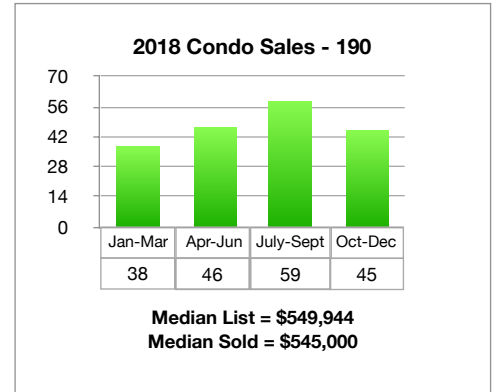 2018 Condo Sales - 190
70
56
42
28
14
0
Jan-Mar Apr-Jun July-Sept Oct-Dec
38 46 59 45
Median List = $549,944
Median Sold = $545,000